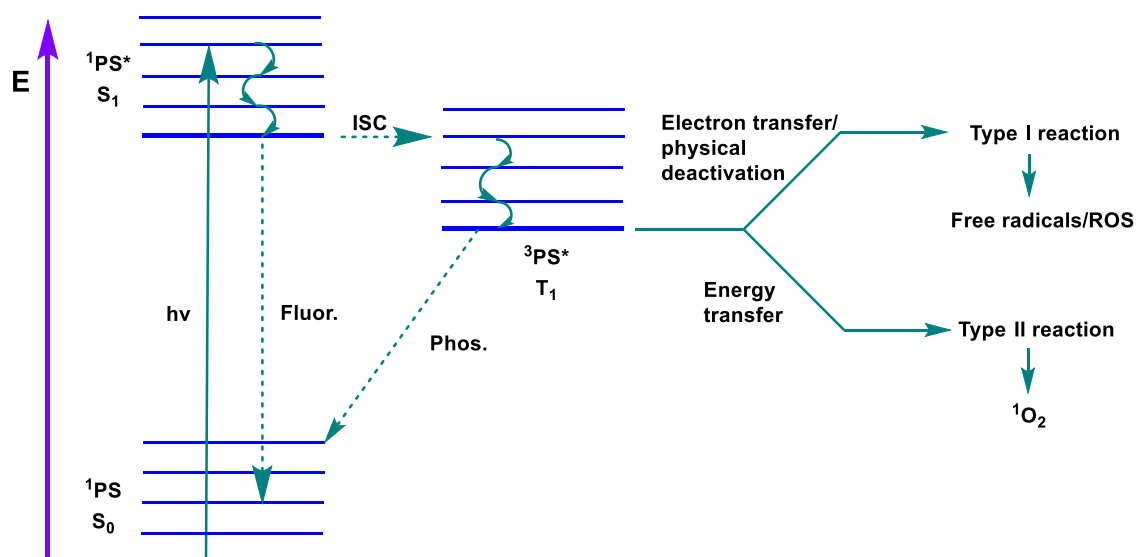 E
¹PS*
S₁
ISC
hv
Fluor.
Phos.
¹PS
S₀
³PS*
T₁
Electron transfer/
physical
deactivation
Energy
transfer
Type I reaction
Free radicals/ROS
Type II reaction
¹O₂